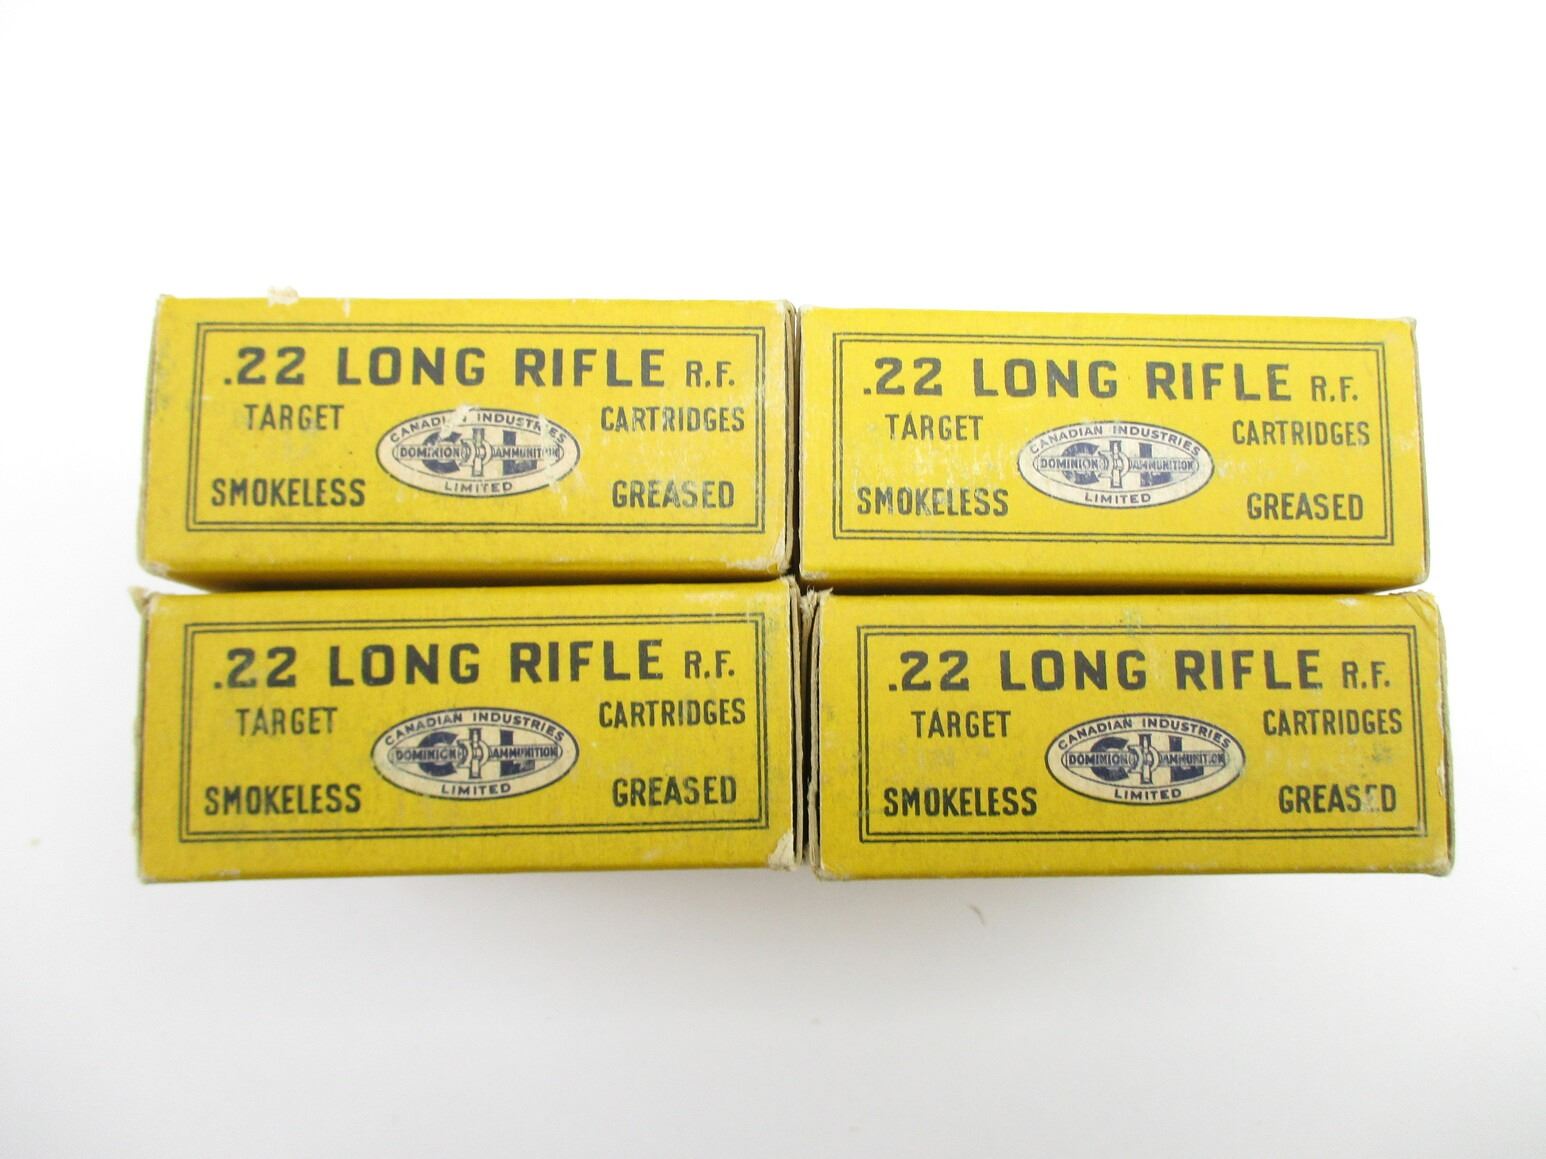 .22 LONG RIFLE R.F.
TARGET CARTRIDGES
CANADIAN INDUSTRIES
CIL
DOMINION AMMUNITION
LIMITED
SMOKELESS GREASED
.22 LONG RIFLE R.F.
TARGET CARTRIDGES
CANADIAN INDUSTRIES
CIL
DOMINION AMMUNITION
LIMITED
SMOKELESS GREASED
.22 LONG RIFLE R.F.
TARGET CARTRIDGES
CANADIAN INDUSTRIES
CIL
DOMINION AMMUNITION
LIMITED
SMOKELESS GREASED
.22 LONG RIFLE R.F.
TARGET CARTRIDGES
CANADIAN INDUSTRIES
CIL
DOMINION AMMUNITION
LIMITED
SMOKELESS GREASED